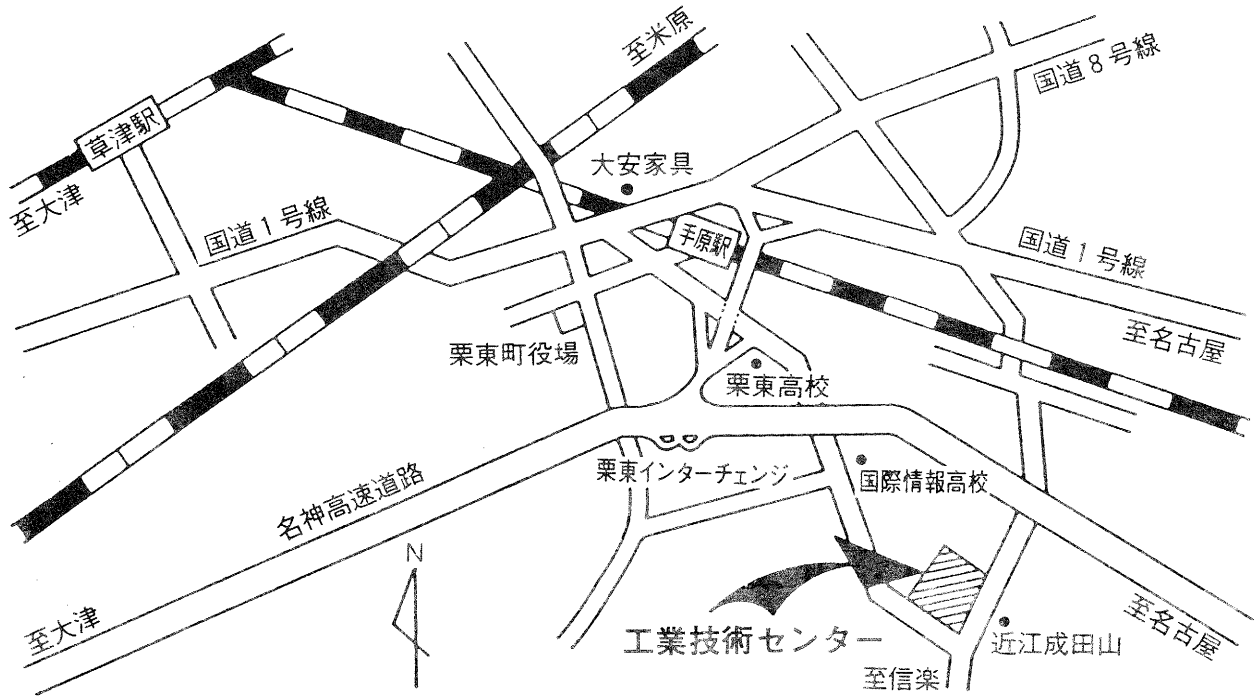 至米原
国道8号線
草津駅
大安家具
至大津
国道1号線
手原駅
国道1号線
至名古屋
栗東町役場
栗東高校
栗東インターチェンジ
国際情報高校
名神高速道路
N
至大津
工業技術センター
近江成田山
至名古屋
至信楽